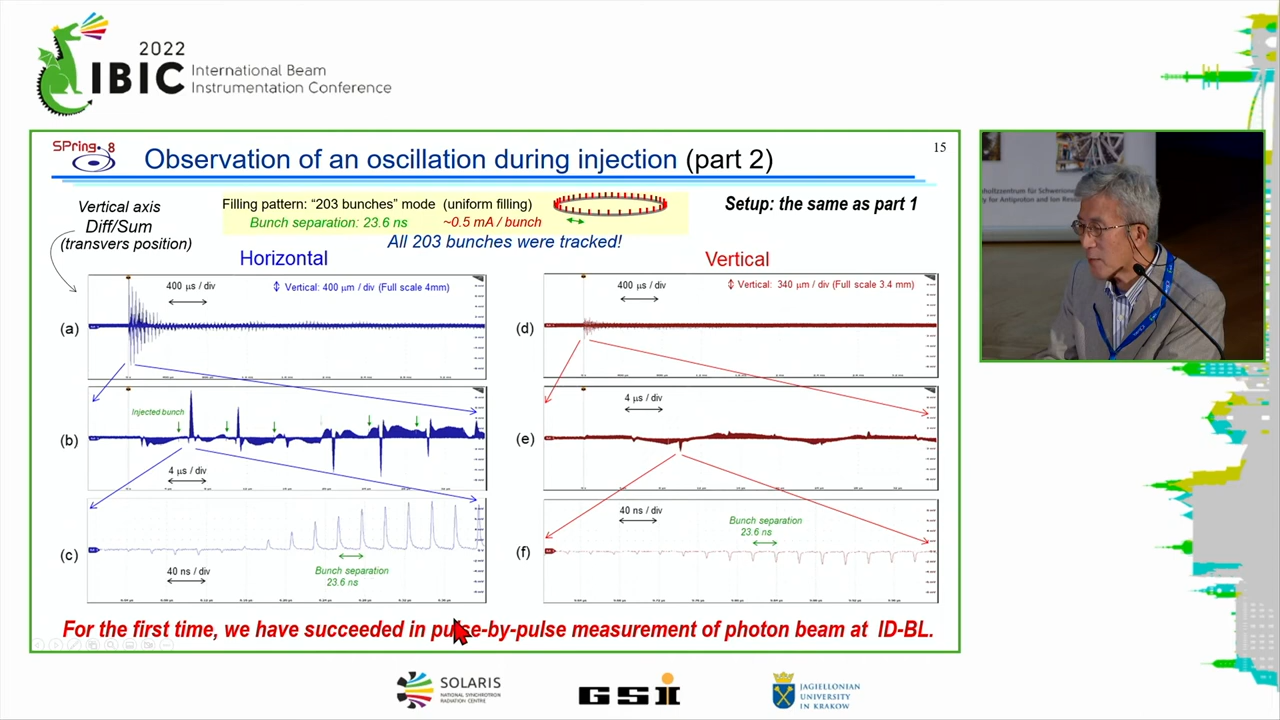 2022
IBIC International Beam
Instrumentation Conference
SPring-8
Observation of an oscillation during injection (part 2)
15
Vertical axis
Diff/Sum
(transvers position)
Filling pattern: “203 bunches” mode (uniform filling)
Bunch separation: 23.6 ns ~0.5 mA / bunch
Setup: the same as part 1
All 203 bunches were tracked!
Horizontal
Vertical
(a)
400 μs / div
Vertical: 400 μm / div (Full scale 4mm)
(d)
400 μs / div
Vertical: 340 μm / div (Full scale 3.4 mm)
(b)
Injected bunch
4 μs / div
(e)
4 μs / div
(c)
40 ns / div
Bunch separation
23.6 ns
(f)
40 ns / div
Bunch separation
23.6 ns
For the first time, we have succeeded in pulse-by-pulse measurement of photon beam at ID-BL.
SOLARIS
NATIONAL SYNCHROTRON
RADIATION CENTRE
GSI
JAGIELLONIAN
UNIVERSITY
IN KRAKOW